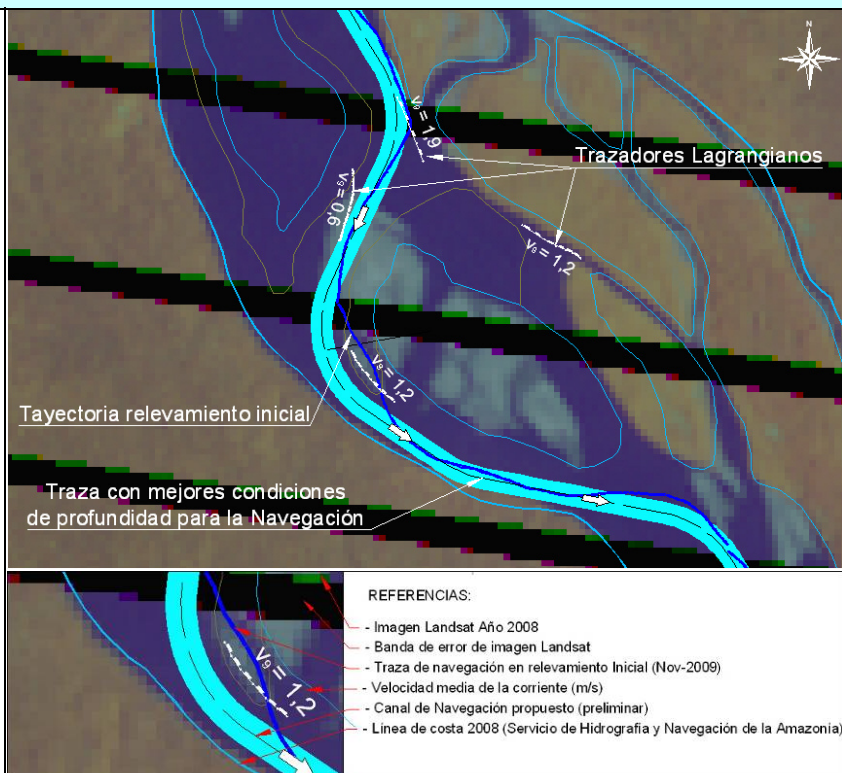 N
v₉ = 1,9
Trazadores Lagrangianos
v₉ = 0,6
v₉ = 1,2
v₉ = 1,2
Tayectoria relevamiento inicial
Traza con mejores condiciones
de profundidad para la Navegación
v₉ = 1,2
REFERENCIAS:
- Imagen Landsat Año 2008
- Banda de error de imagen Landsat
- Traza de navegación en relevamiento Inicial (Nov-2009)
- Velocidad media de la corriente (m/s)
- Canal de Navegación propuesto (preliminar)
- Línea de costa 2008 (Servicio de Hidrografia y Navegación de la Amazonía)